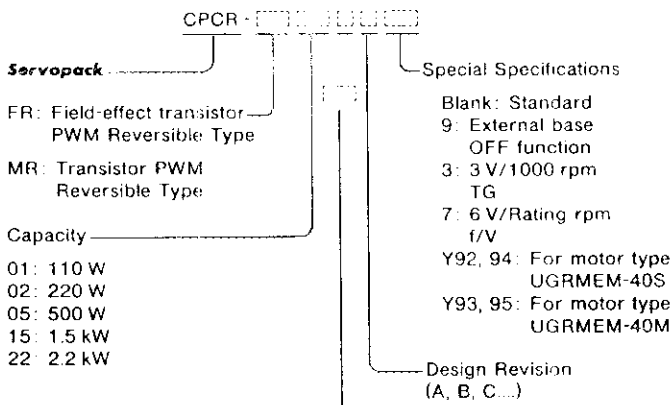 CPCR-
Servopack
FR: Field-effect transistor
PWM Reversible Type
MR: Transistor PWM
Reversible Type
Capacity
01: 110 W
02: 220 W
05: 500 W
15: 1.5 kW
22: 2.2 kW
Special Specifications
Blank: Standard
9: External base
OFF function
3: 3 V/1000 rpm
TG
7: 6 V/Rating rpm
f/V
Y92, 94: For motor type
UGRMEM-40S
Y93, 95: For motor type
UGRMEM-40M
Design Revision
(A, B, C....)